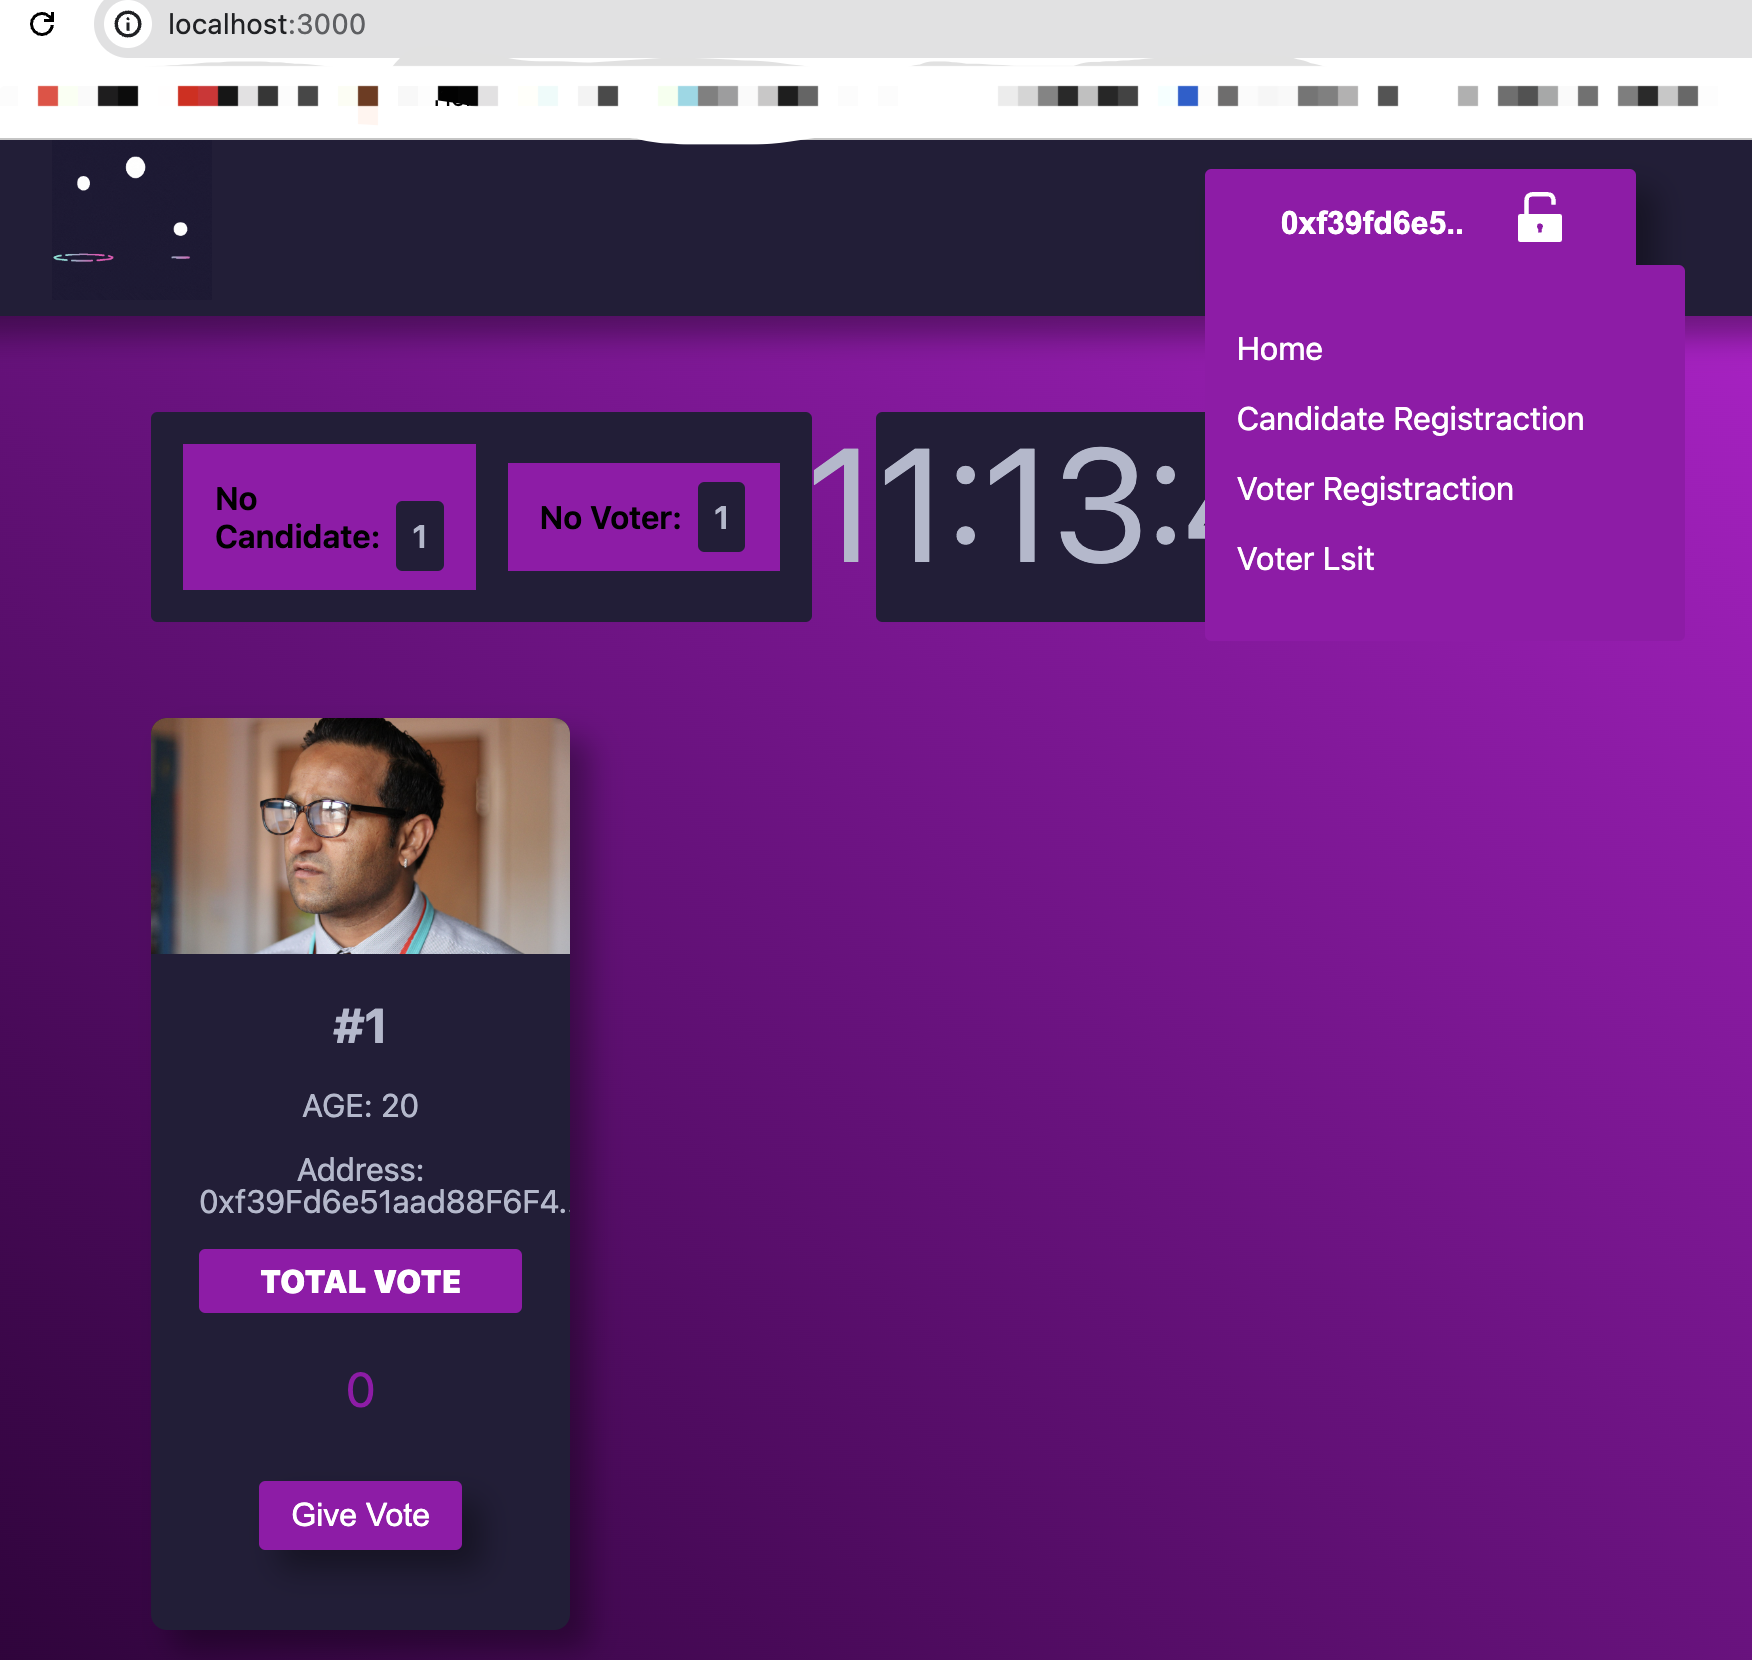 localhost:3000
0xf39fd6e5..
Home
Candidate Registraction
Voter Registraction
Voter Lsit
No
Candidate: 1
No Voter: 1
11:13:4
#1
AGE: 20
Address:
0xf39Fd6e51aad88F6F4..
TOTAL VOTE
0
Give Vote